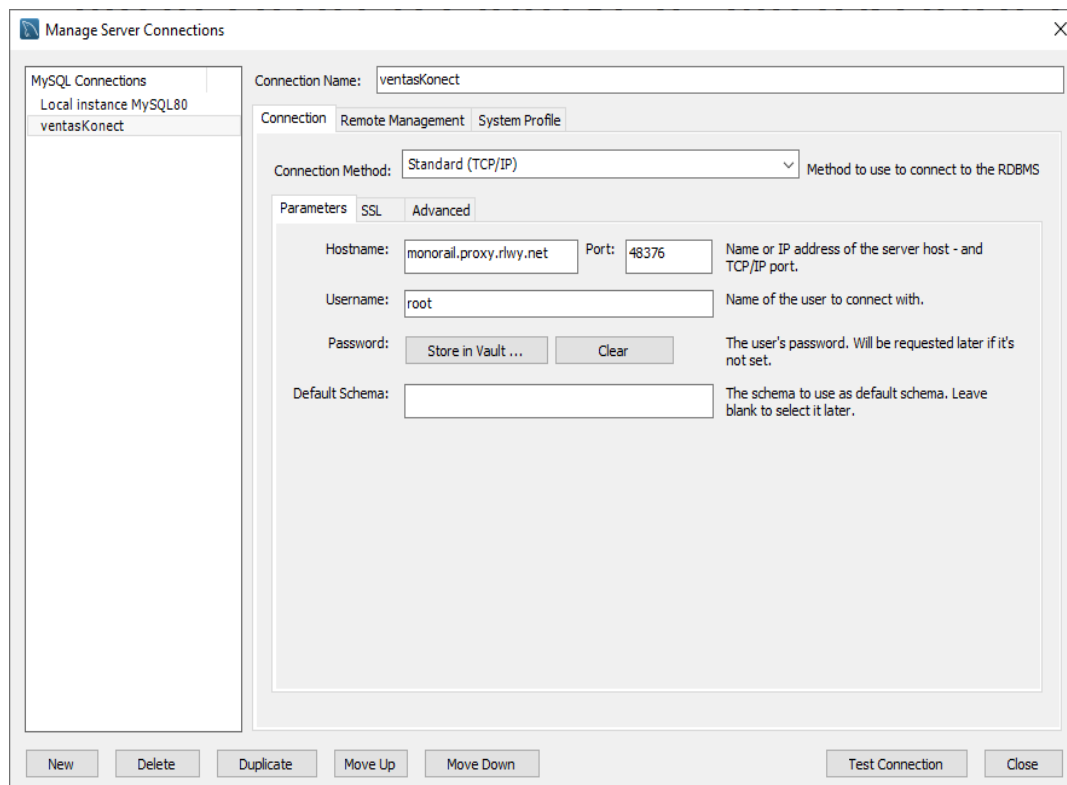 Manage Server Connections
MySQL Connections
Local instance MySQL80
ventasKonect
Connection Name: ventasKonect
Connection Remote Management System Profile
Connection Method: Standard (TCP/IP) Method to use to connect to the RDBMS
Parameters SSL Advanced
Hostname: monorail.proxy.rlwy.net Port: 48376 Name or IP address of the server host - and
TCP/IP port.
Username: root Name of the user to connect with.
Password: Store in Vault ... Clear The user's password. Will be requested later if it's
not set.
Default Schema: The schema to use as default schema. Leave
blank to select it later.
New Delete Duplicate Move Up Move Down Test Connection Close